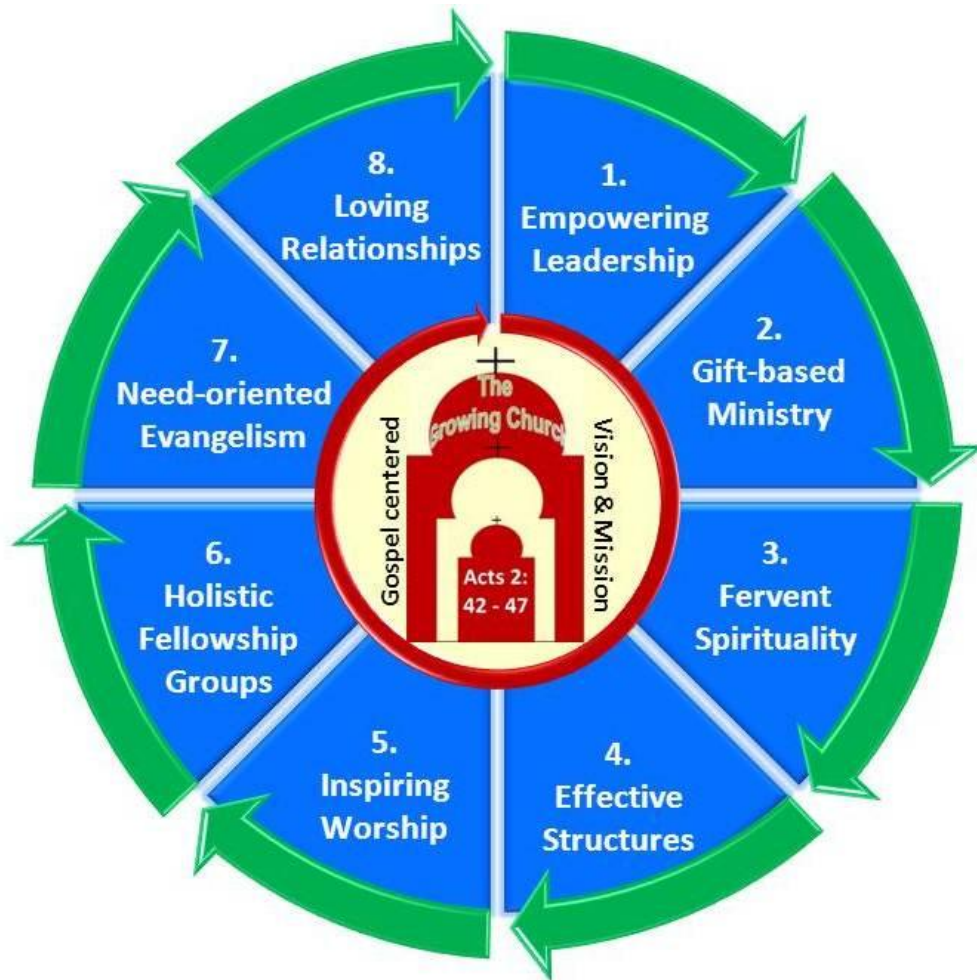 1.
Empowering
Leadership
2.
Gift-based
Ministry
3.
Fervent
Spirituality
4.
Effective
Structures
5.
Inspiring
Worship
6.
Holistic
Fellowship
Groups
7.
Need-oriented
Evangelism
8.
Loving
Relationships
The
Growing Church
Gospel centered
Vision & Mission
Acts 2:
42 - 47